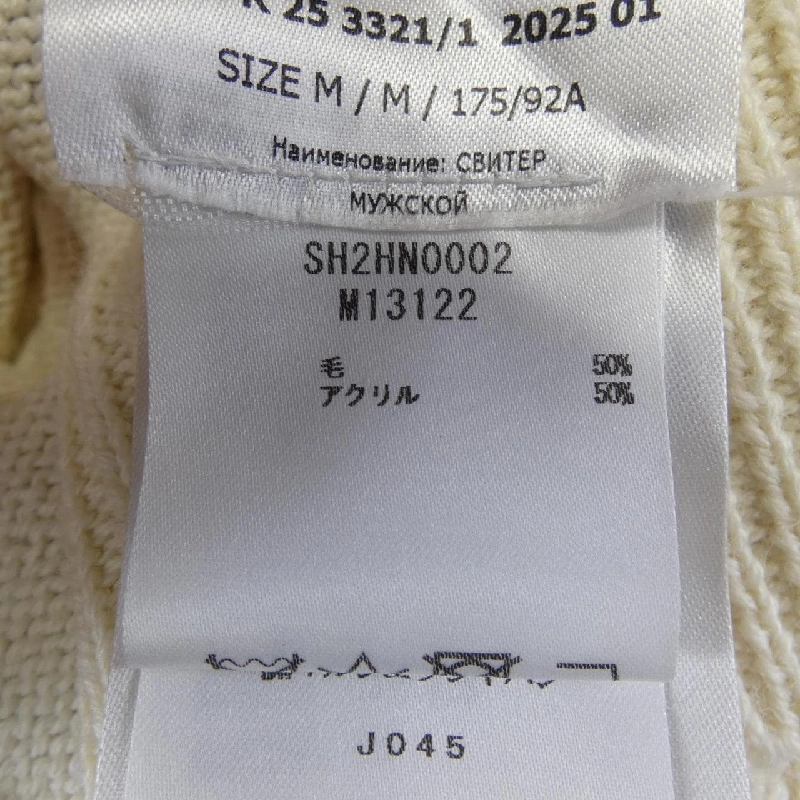 25 3321/1 2025 01
SIZE M / M / 175/92A
Наименование: СВИТЕР
МУЖСКОЙ
SH2HN0002
M13122
毛 50%
アクリル 50%
J045